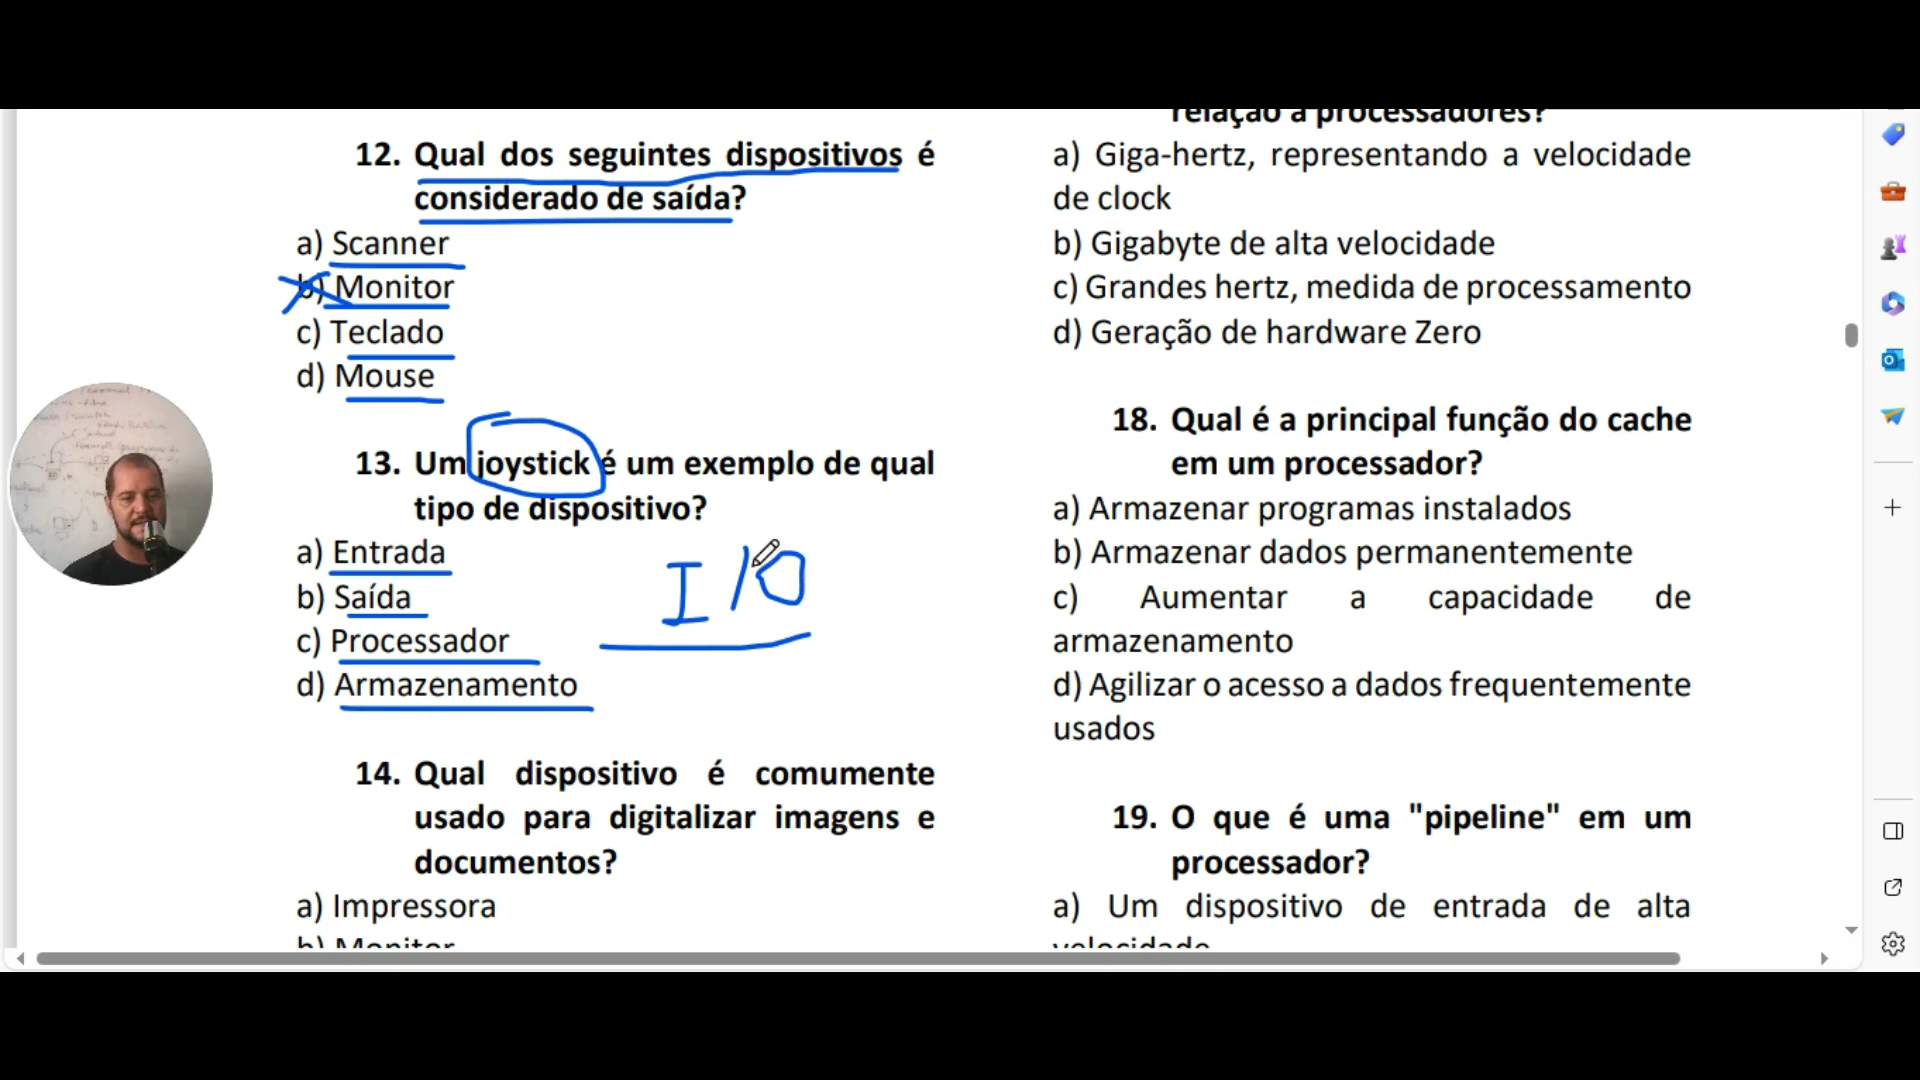 12. Qual dos seguintes dispositivos é
considerado de saída?
a) Scanner
b) Monitor
c) Teclado
d) Mouse
13. Um joystick é um exemplo de qual
tipo de dispositivo?
a) Entrada
b) Saída
c) Processador
d) Armazenamento
I/O
14. Qual dispositivo é comumente
usado para digitalizar imagens e
documentos?
a) Impressora
b) Monitor
relação a processadores?
a) Giga-hertz, representando a velocidade
de clock
b) Gigabyte de alta velocidade
c) Grandes hertz, medida de processamento
d) Geração de hardware Zero
18. Qual é a principal função do cache
em um processador?
a) Armazenar programas instalados
b) Armazenar dados permanentemente
c) Aumentar a capacidade de
armazenamento
d) Agilizar o acesso a dados frequentemente
usados
19. O que é uma "pipeline" em um
processador?
a) Um dispositivo de entrada de alta
velocidade